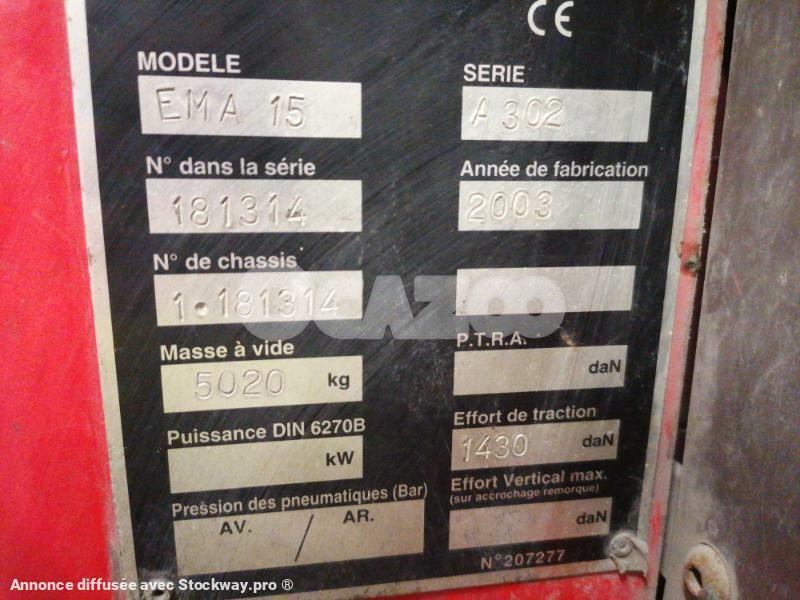 CE
MODELE
EMA 15
SERIE
A 302
N° dans la série
181314
Année de fabrication
2003
N° de chassis
1.181314
OCAZOO
Masse à vide
5020 kg
P.T.R.A.
daN
Puissance DIN 6270B
kW
Effort de traction
1430 daN
Pression des pneumatiques (Bar)
AV. / AR.
Effort Vertical max.
(sur accrochage remorque)
daN
N°207277
Annonce diffusée avec Stockway.pro ®